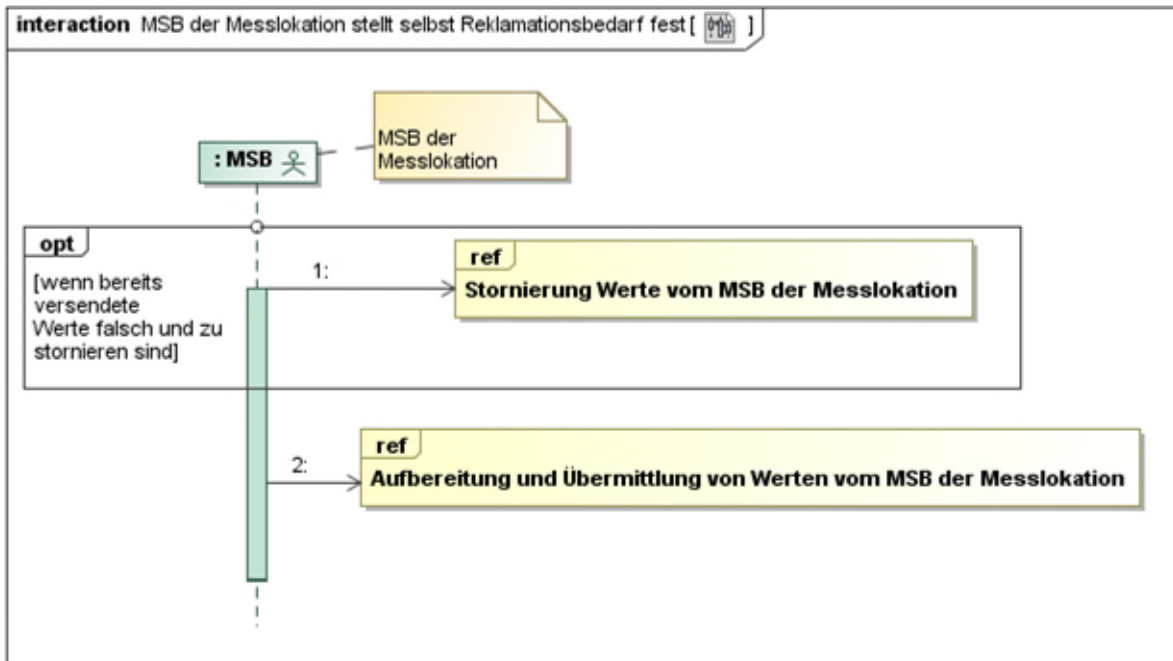 interaction MSB der Messlokation stellt selbst Reklamationsbedarf fest [ ]
MSB der
Messlokation
: MSB
opt
[wenn bereits
versendete
Werte falsch und zu
stornieren sind]
1:
ref
Stornierung Werte vom MSB der Messlokation
2:
ref
Aufbereitung und Übermittlung von Werten vom MSB der Messlokation